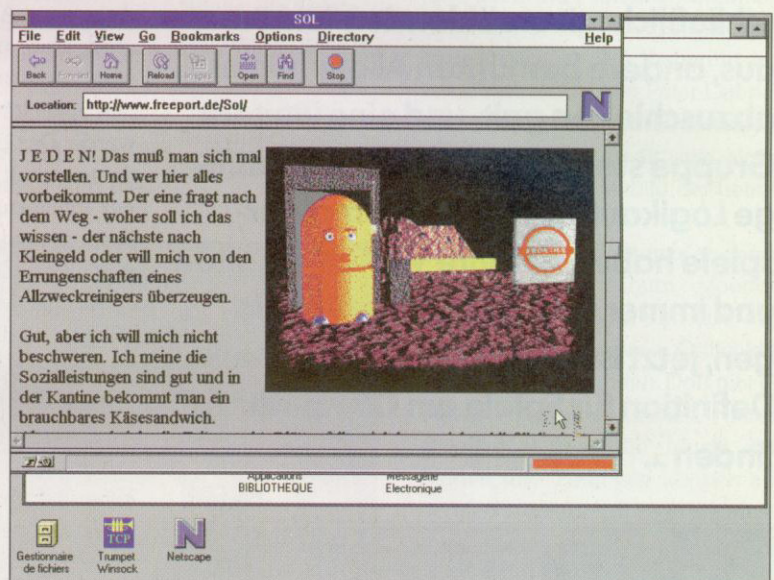 SOL
File Edit View Go Bookmarks Options Directory Help
Back Forward Home Reload Images Open Find Stop
Location: http://www.freeport.de/Sol/
N
J E D E N! Das muß man sich mal
vorstellen. Und wer hier alles
vorbeikommt. Der eine fragt nach
dem Weg - woher soll ich das
wissen - der nächste nach
Kleingeld oder will mich von den
Errungenschaften eines
Allzweckreinigers überzeugen.
Gut, aber ich will mich nicht
beschweren. Ich meine die
Sozialleistungen sind gut und in
der Kantine bekommt man ein
brauchbares Käsesandwich.
Applications
BIBLIOTHEQUE
Messagerie
Electronique
Gestionnaire
de fichiers
TCP
Trumpet
Winsock
N
Netscape